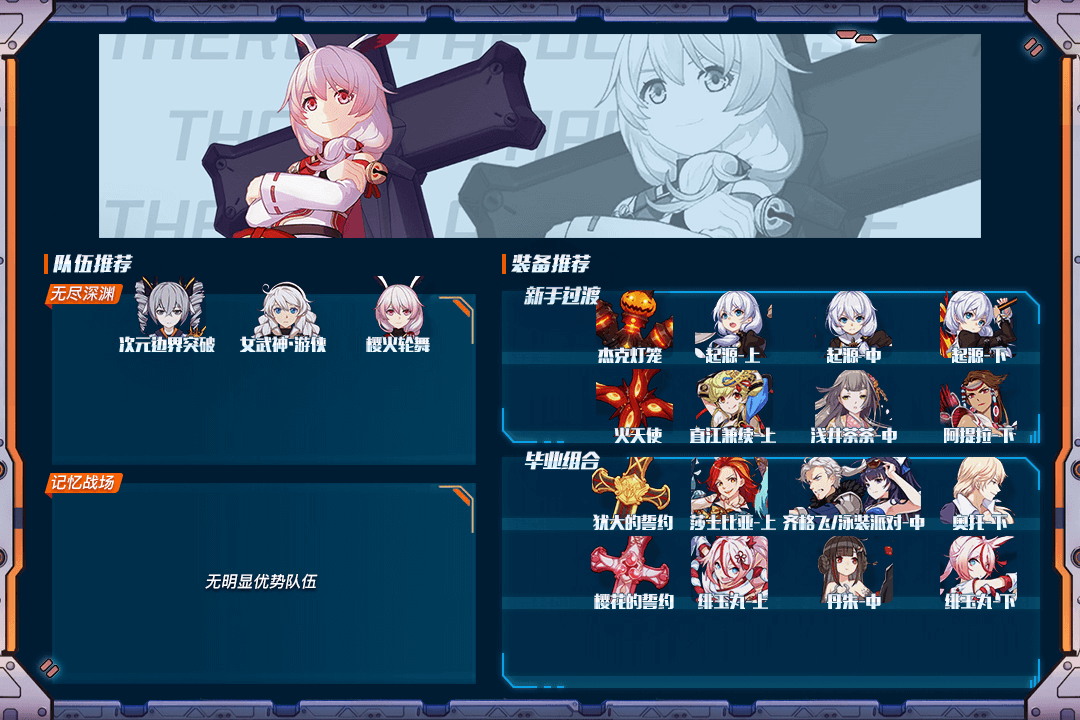 THERESA APOCALYPSE
队伍推荐
无尽深渊
次元边界突破 女武神·游侠 樱火轮舞
记忆战场
无明显优势队伍
装备推荐
新手过渡
杰克灯笼 起源-上 起源-中 起源-下
火天使 直江兼续-上 浅井茶茶-中 阿提拉-下
毕业组合
犹大的誓约 莎士比亚-上 齐格飞/泳装派对-中 奥托-下
樱花的誓约 绯玉丸-上 丹朱-中 绯玉丸-下